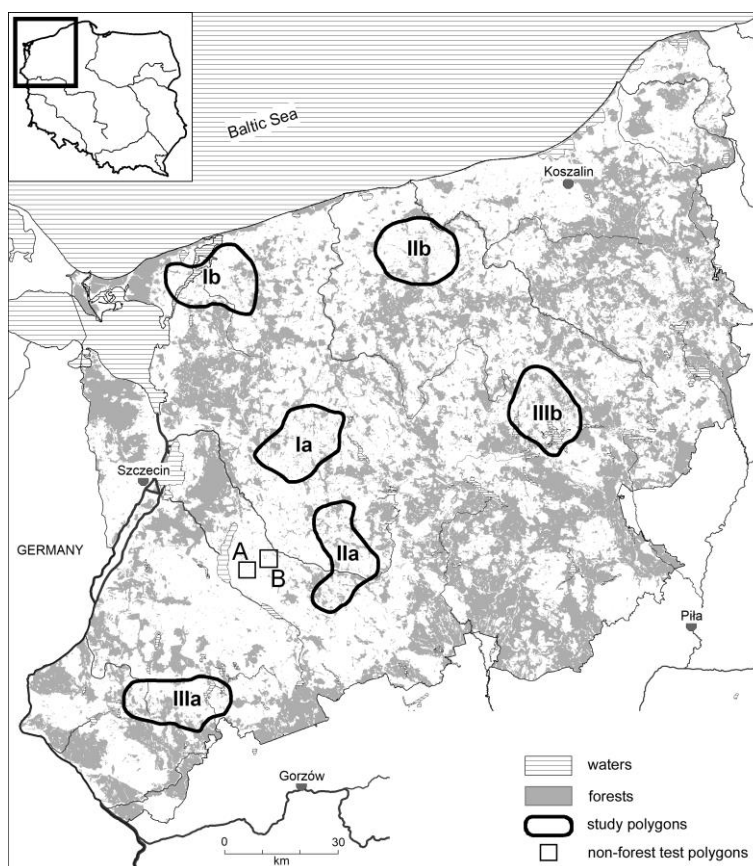 Baltic Sea
Koszalin
Ib
IIb
IIIb
Ia
Szczecin
IIa
GERMANY
A
B
Piła
IIIa
Gorzów
0 30
km
waters
forests
study polygons
non-forest test polygons